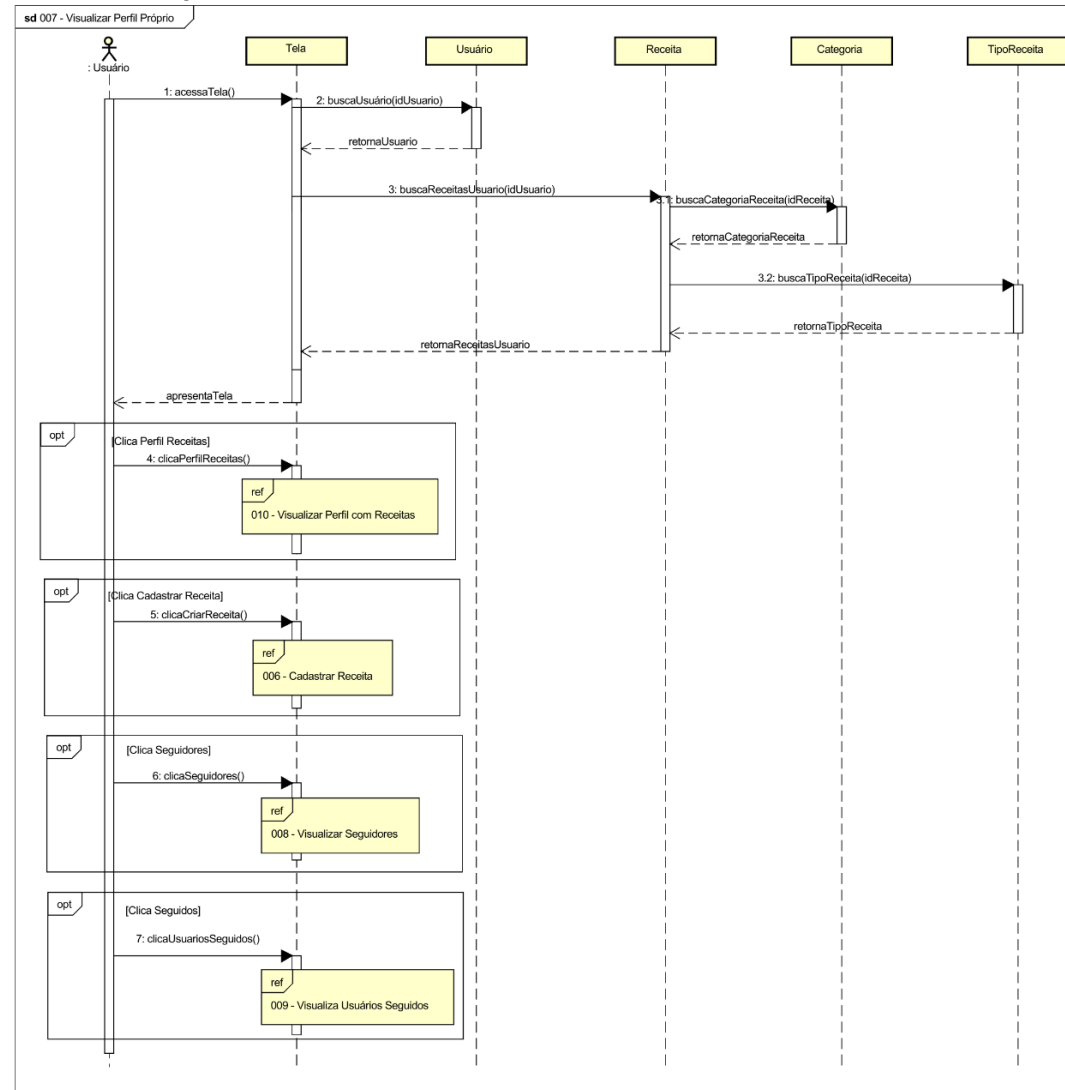 sd 007 - Visualizar Perfil Próprio
: Usuário
Tela
Usuário
Receita
Categoria
TipoReceita
1: acessaTela()
2: buscaUsuário(idUsuario)
retornaUsuario
3: buscaReceitasUsuario(idUsuario)
3.1: buscaCategoriaReceita(idReceita)
retornaCategoriaReceita
3.2: buscaTipoReceita(idReceita)
retornaTipoReceita
retornaReceitasUsuario
apresentaTela
opt
[Clica Perfil Receitas]
4: clicaPerfilReceitas()
ref
010 - Visualizar Perfil com Receitas
opt
[Clica Cadastrar Receita]
5: clicaCriarReceita()
ref
006 - Cadastrar Receita
opt
[Clica Seguidores]
6: clicaSeguidores()
ref
008 - Visualizar Seguidores
opt
[Clica Seguidos]
7: clicaUsuariosSeguidos()
ref
009 - Visualiza Usuários Seguidos